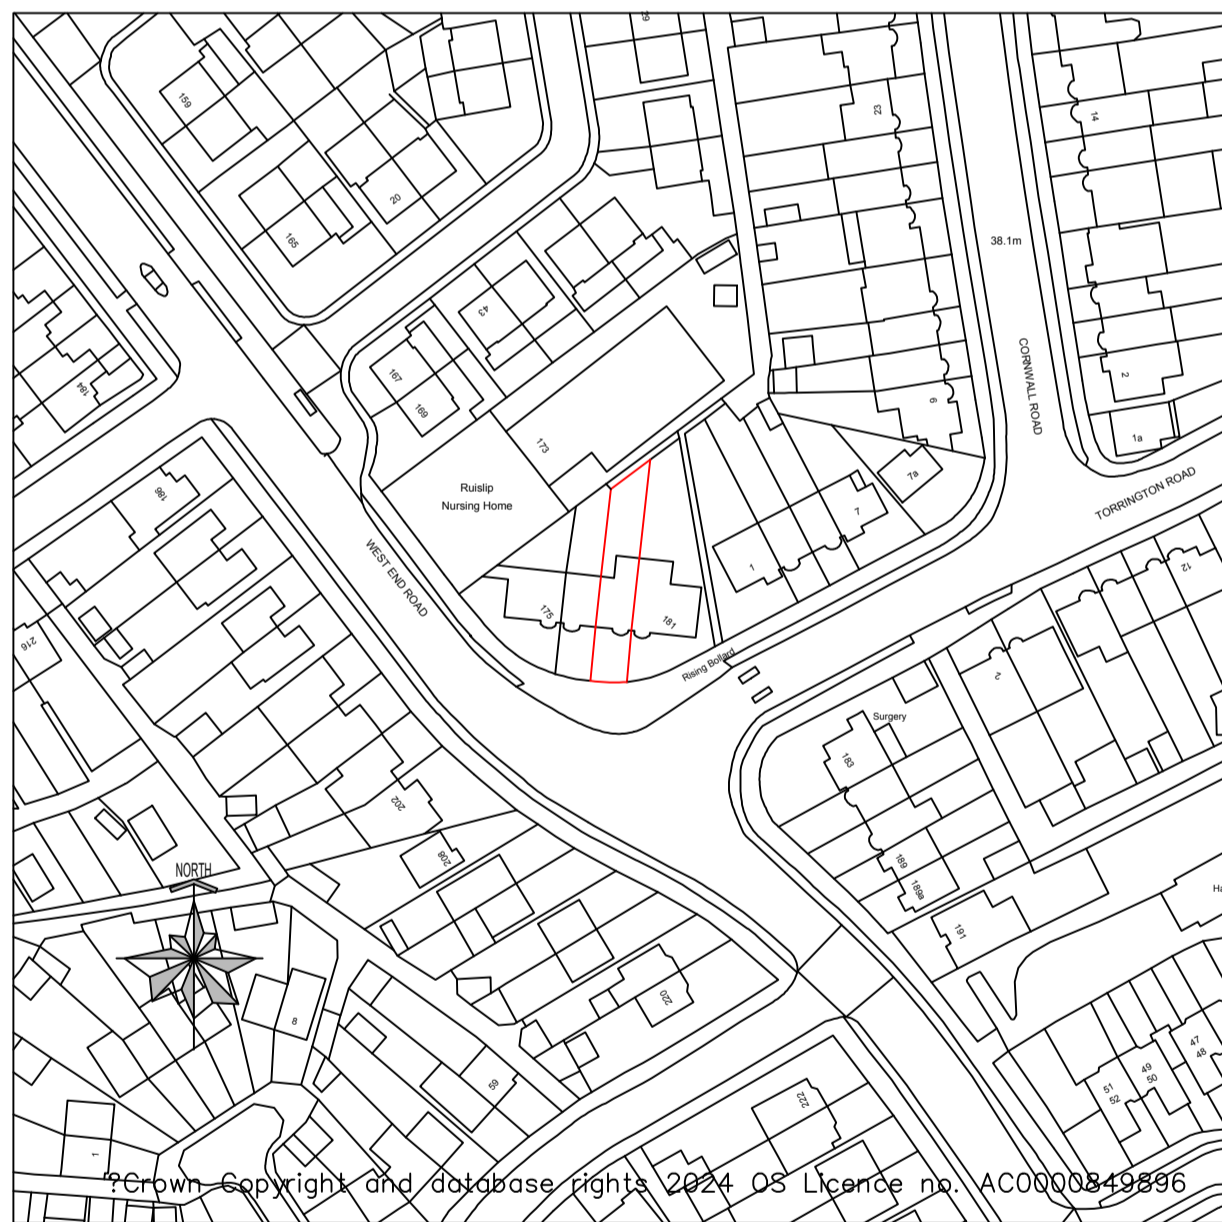 29
159
23
14
20
165
38.1m
43
184
167
169
CORNWALL ROAD
2
6
1a
173
7a
TORRINGTON ROAD
186
Ruislip
Nursing Home
7
WEST END ROAD
1
12
175
181
216
Rising Bollard
2
Surgery
183
202
208
189
189a
NORTH
191
Ha
220
8
47
48
49
50
51
52
59
222
1
?Crown Copyright and database rights 2024 OS Licence no. AC0000849896